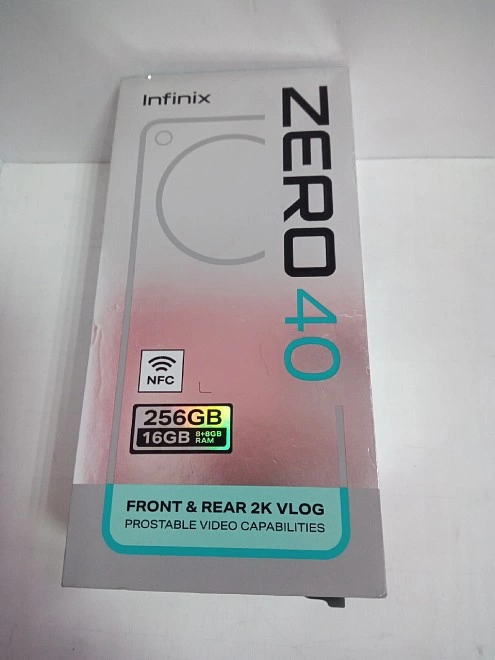 Infinix
ZERO 40
NFC
256GB
16GB 8+8GB RAM
FRONT & REAR 2K VLOG
PROSTABLE VIDEO CAPABILITIES